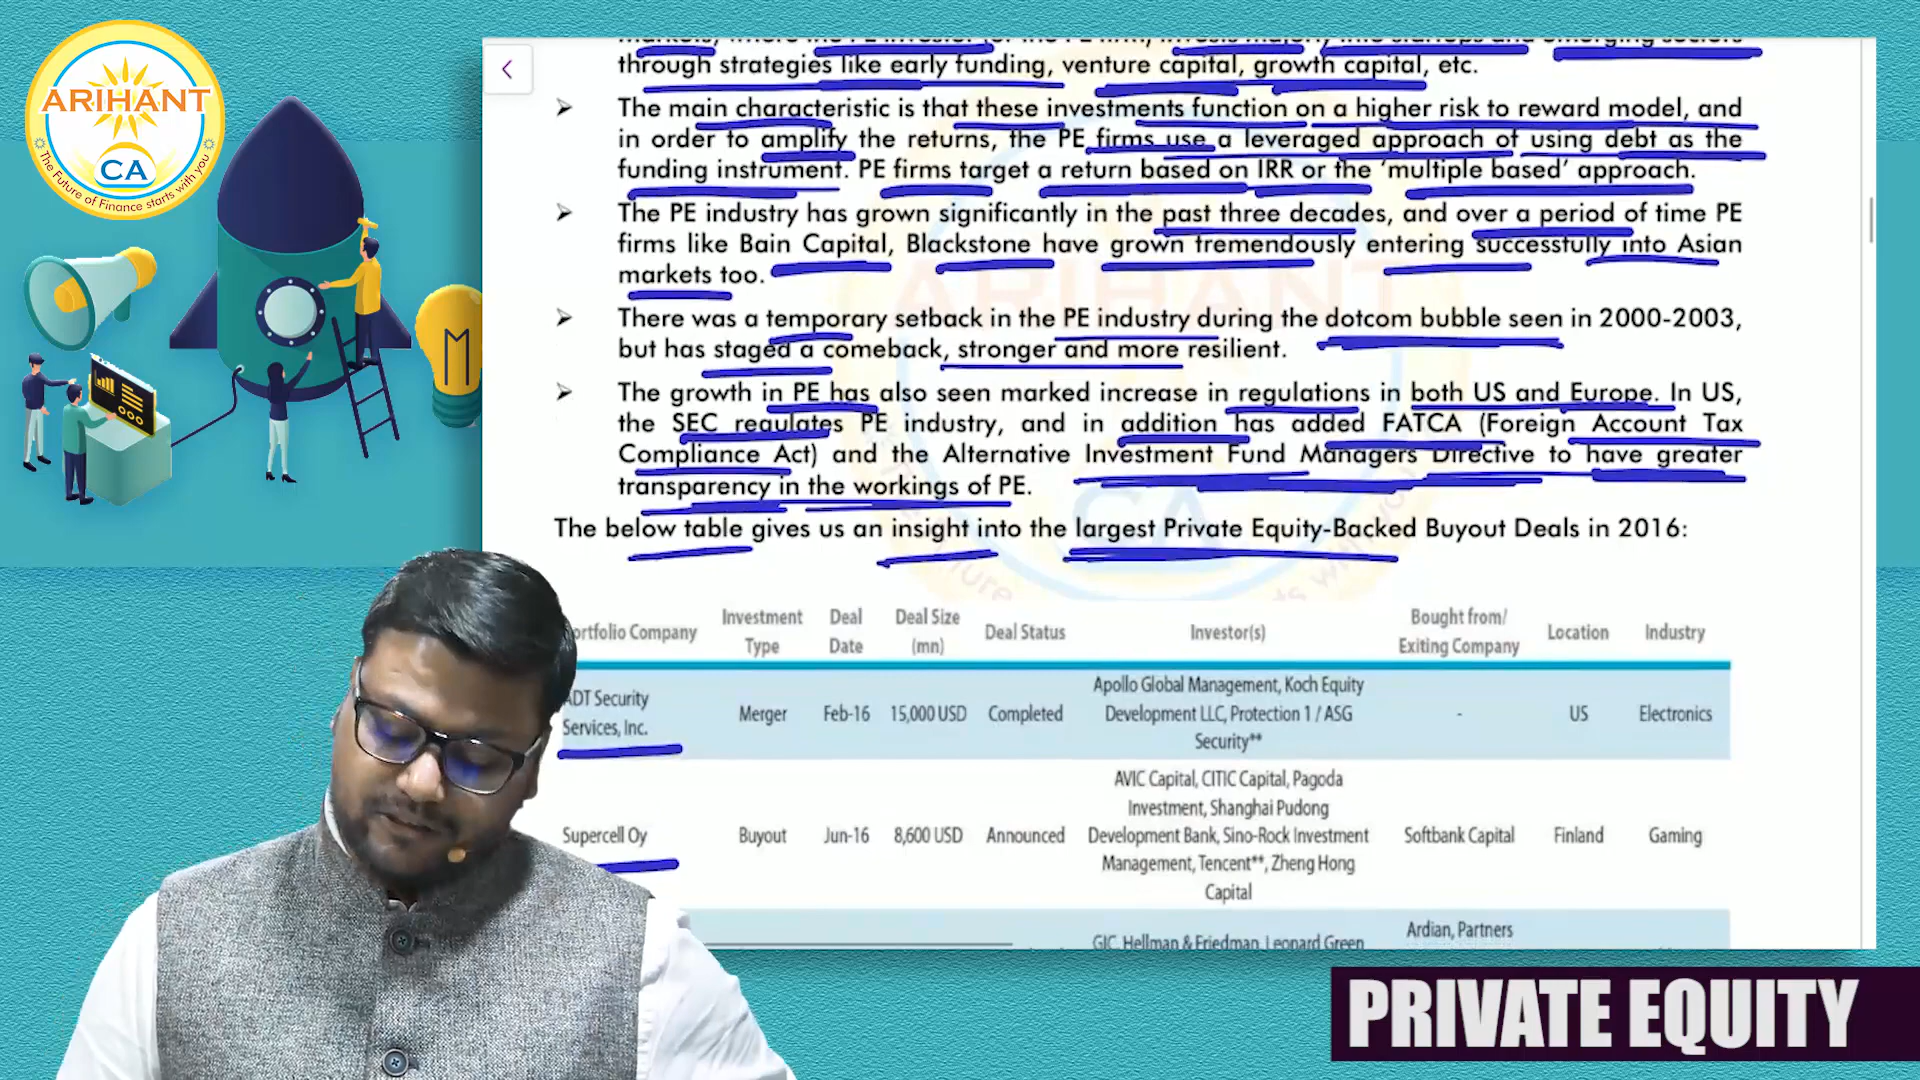 ARIHANT
CA
The Future of Finance starts with you
through strategies like early funding, venture capital, growth capital, etc.
➢ The main characteristic is that these investments function on a higher risk to reward model, and
in order to amplify the returns, the PE firms use a leveraged approach of using debt as the
funding instrument. PE firms target a return based on IRR or the ‘multiple based’ approach.
➢ The PE industry has grown significantly in the past three decades, and over a period of time PE
firms like Bain Capital, Blackstone have grown tremendously entering successfully into Asian
markets too.
➢ There was a temporary setback in the PE industry during the dotcom bubble seen in 2000-2003,
but has staged a comeback, stronger and more resilient.
➢ The growth in PE has also seen marked increase in regulations in both US and Europe. In US,
the SEC regulates PE industry, and in addition has added FATCA (Foreign Account Tax
Compliance Act) and the Alternative Investment Fund Managers Directive to have greater
transparency in the workings of PE.
The below table gives us an insight into the largest Private Equity-Backed Buyout Deals in 2016:
Company Investment Type Deal Date Deal Size (mn) Deal Status Investor(s) Bought from/ Exiting Company Location Industry
Security Services, Inc. Merger Feb-16 15,000 USD Completed Apollo Global Management, Koch Equity Development LLC, Protection 1 / ASG Security** - US Electronics
Supercell Oy Buyout Jun-16 8,600 USD Announced AVIC Capital, CITIC Capital, Pagoda Investment, Shanghai Pudong Development Bank, Sino-Rock Investment Management, Tencent**, Zheng Hong Capital Softbank Capital Finland Gaming
GIC, Hellman & Friedman, Leonard Green Ardian, Partners
PRIVATE EQUITY